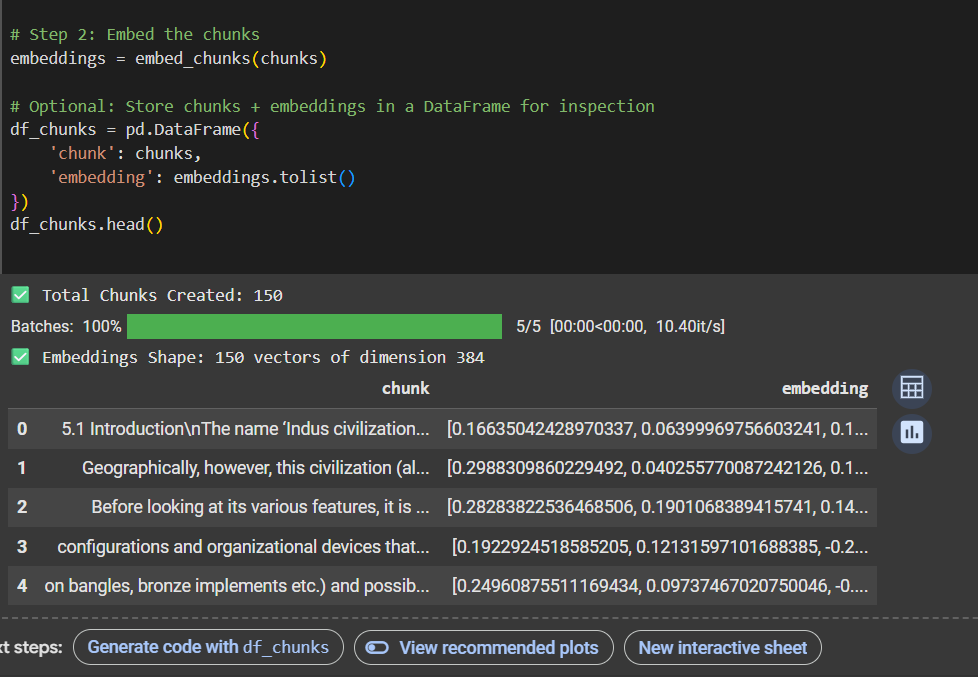 # Step 2: Embed the chunks
embeddings = embed_chunks(chunks)
# Optional: Store chunks + embeddings in a DataFrame for inspection
df_chunks = pd.DataFrame({
    'chunk': chunks,
    'embedding': embeddings.tolist()
})
df_chunks.head()
✅ Total Chunks Created: 150
Batches: 100% 5/5 [00:00<00:00, 10.40it/s]
✅ Embeddings Shape: 150 vectors of dimension 384
chunk embedding
0 5.1 Introduction\nThe name ‘Indus civilization... [0.16635042428970337, 0.06399969756603241, 0.1...
1 Geographically, however, this civilization (al... [0.2988309860229492, 0.040255770087242126, 0.1...
2 Before looking at its various features, it is ... [0.28283822536468506, 0.1901068389415741, 0.14...
3 configurations and organizational devices that... [0.1922924518585205, 0.12131597101688385, -0.2...
4 on bangles, bronze implements etc.) and possib... [0.24960875511169434, 0.09737467020750046, -0....
xt steps: Generate code with df_chunks View recommended plots New interactive sheet